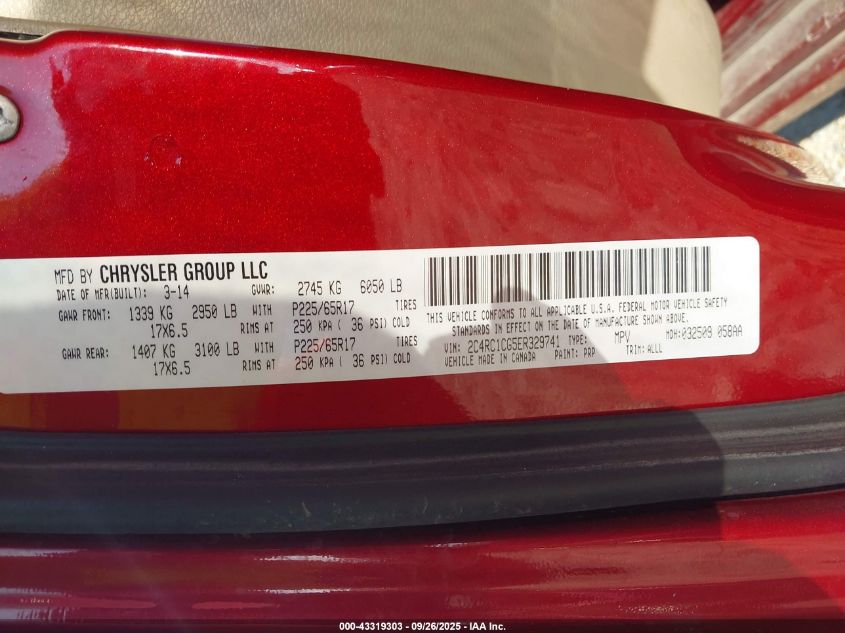 MFD BY CHRYSLER GROUP LLC
DATE OF MFR(BUILT): 3-14 GVWR: 2745 KG 6050 LB
GAWR FRONT: 1339 KG 2950 LB WITH P225/65R17 TIRES
17X6.5 RIMS AT 250 KPA ( 36 PSI) COLD
GAWR REAR: 1407 KG 3100 LB WITH P225/65R17 TIRES
17X6.5 RIMS AT 250 KPA ( 36 PSI) COLD
THIS VEHICLE CONFORMS TO ALL APPLICABLE U.S.A. FEDERAL MOTOR VEHICLE SAFETY
STANDARDS IN EFFECT ON THE DATE OF MANUFACTURE SHOWN ABOVE.
VIN: 2C4RC1CG5ER329741 TYPE: MPV MDH:032509 058AA
MADE IN CANADA PAINT: PRP TRIM: ALLL
000-43319303 - 09/26/2025 - IAA Inc.